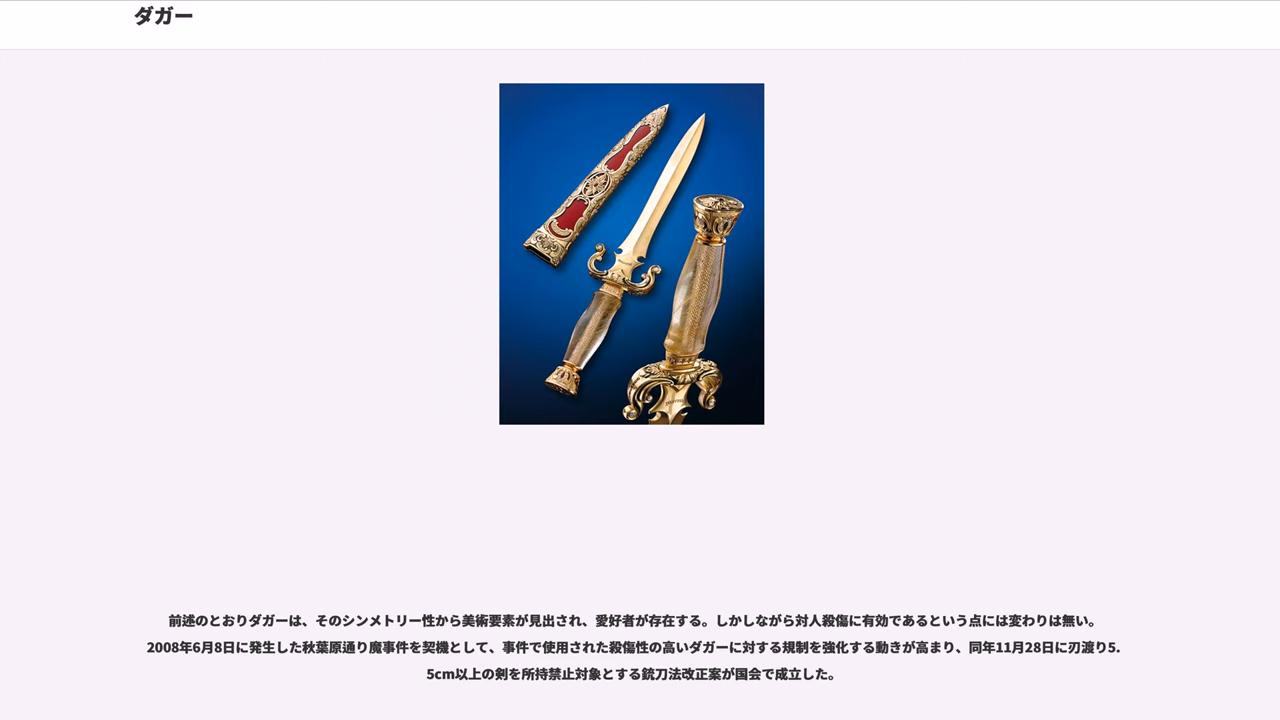 ダガー
前述のとおりダガーは、そのシンメトリー性から美術要素が見出され、愛好者が存在する。しかしながら対人殺傷に有効であるという点には変わりは無い。
2008年6月8日に発生した秋葉原通り魔事件を契機として、事件で使用された殺傷性の高いダガーに対する規制を強化する動きが高まり、同年11月28日に刃渡り5.
5cm以上の剣を所持禁止対象とする銃刀法改正案が国会で成立した。